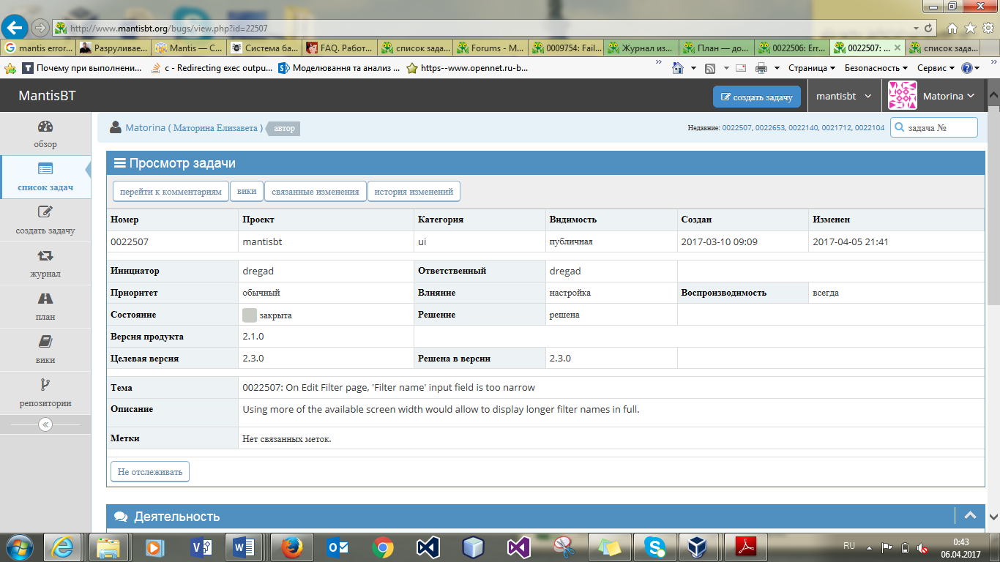 http://www.mantisbt.org/bugs/view.php?id=22507
mantis error... Разруливае... Mantis — С... Система ба... FAQ. Работ... список зада... Forums - M... 0009754: Fail... Журнал из... План — до... 0022506: Err... 0022507: ... список зада...
Почему при выполнени... c - Redirecting exec outpu... Моделювання та анализ ... https--www.opennet.ru-b... Страница Безопасность Сервис
MantisBT создать задачу mantisbt Matorina
Matorina ( Маторина Елизавета ) автор Недавние: 0022507, 0022653, 0022140, 0021712, 0022104 задача №
обзор
список задач
создать задачу
журнал
план
вики
репозитории
Просмотр задачи
перейти к комментариям вики связанные изменения история изменений
Номер Проект Категория Видимость Создан Изменен
0022507 mantisbt ui публичная 2017-03-10 09:09 2017-04-05 21:41
Инициатор dregad Ответственный dregad
Приоритет обычный Влияние настройка Воспроизводимость всегда
Состояние закрыта Решение решена
Версия продукта 2.1.0
Целевая версия 2.3.0 Решена в версии 2.3.0
Тема 0022507: On Edit Filter page, 'Filter name' input field is too narrow
Описание Using more of the available screen width would allow to display longer filter names in full.
Метки Нет связанных меток.
Не отслеживать
Деятельность
RU 0:43
06.04.2017